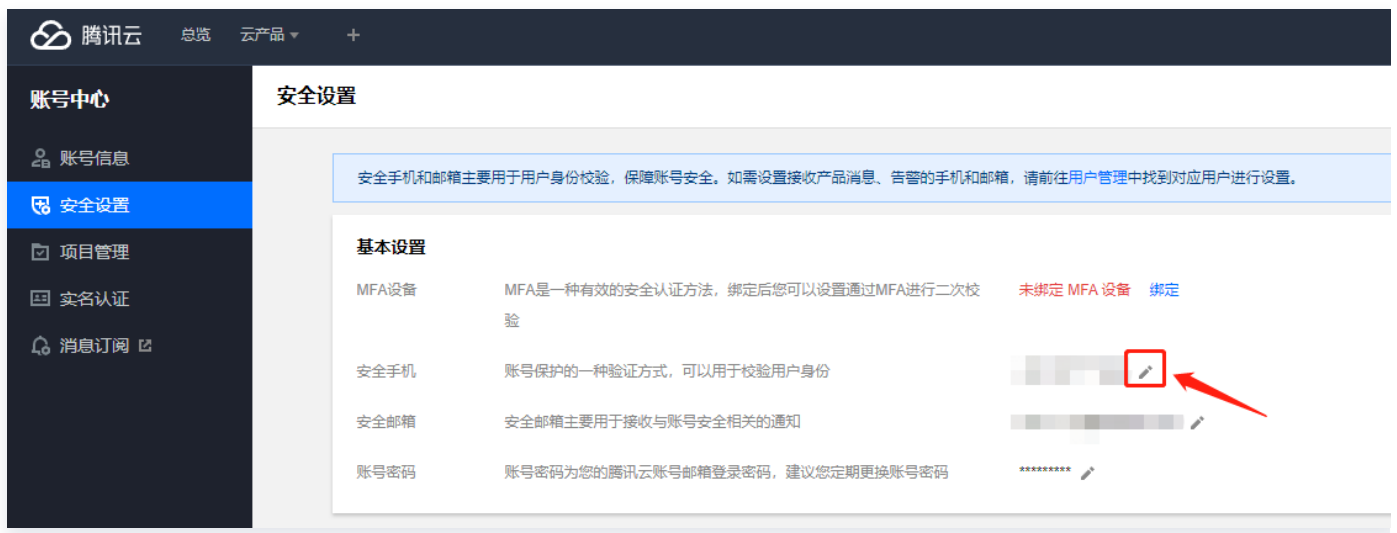 腾讯云 总览 云产品 +
账号中心
安全设置
账号信息
安全设置
项目管理
实名认证
消息订阅
安全手机和邮箱主要用于用户身份校验，保障账号安全。如需设置接收产品消息、告警的手机和邮箱，请前往用户管理中找到对应用户进行设置。
基本设置
MFA设备 MFA是一种有效的安全认证方法，绑定后您可以设置通过MFA进行二次校 未绑定 MFA 设备 绑定
验
安全手机 账号保护的一种验证方式，可以用于校验用户身份
安全邮箱 安全邮箱主要用于接收与账号安全相关的通知
账号密码 账号密码为您的腾讯云账号邮箱登录密码，建议您定期更换账号密码 *********